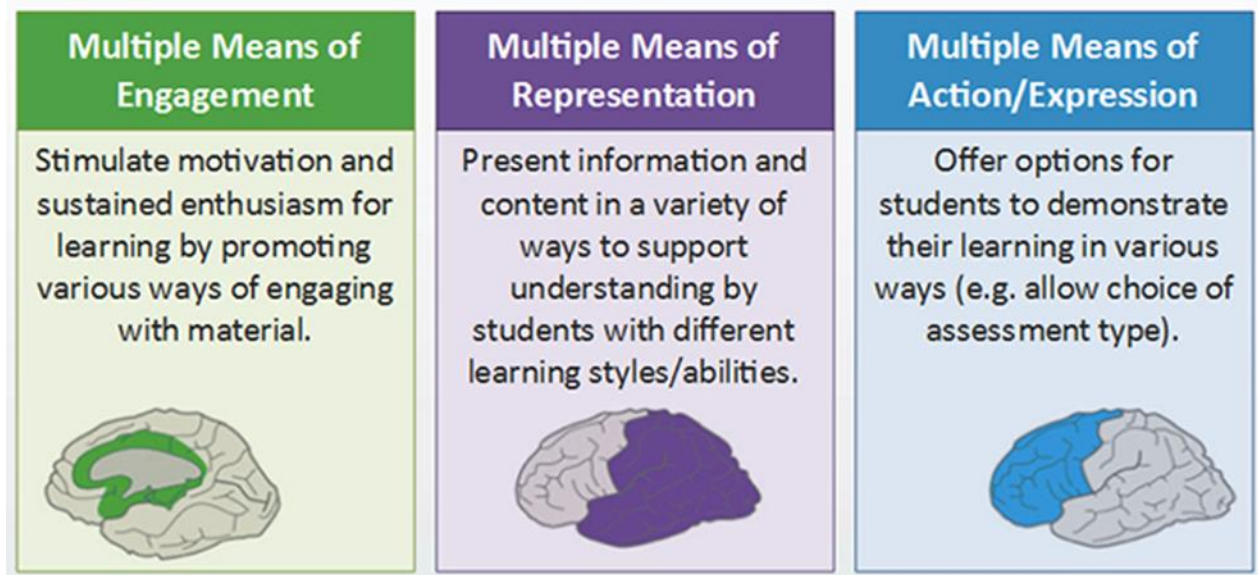 Multiple Means of
Engagement
Stimulate motivation and
sustained enthusiasm for
learning by promoting
various ways of engaging
with material.
Multiple Means of
Representation
Present information and
content in a variety of
ways to support
understanding by
students with different
learning styles/abilities.
Multiple Means of
Action/Expression
Offer options for
students to demonstrate
their learning in various
ways (e.g. allow choice of
assessment type).